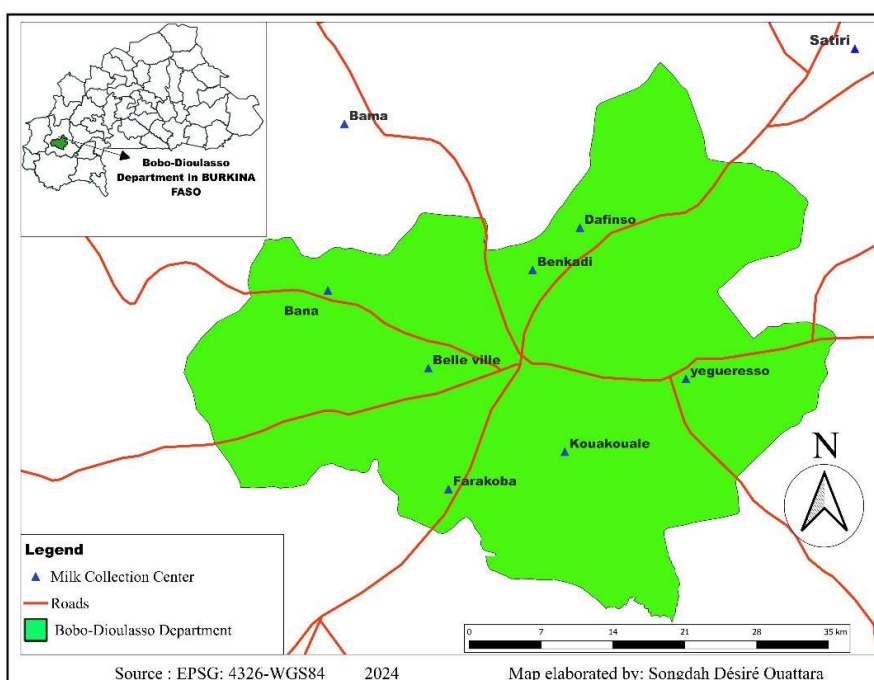 Bobo-Dioulasso
Department in BURKINA
FASO
Satiri
Bama
Dafinso
Benkadi
Bana
Belle ville
yegueresso
Kouakouale
Farakoba
N
Legend
Milk Collection Center
Roads
Bobo-Dioulasso Department
0 7 14 21 28 35 km
Source : EPSG: 4326-WGS84 2024 Map elaborated by: Songdah Désiré Ouattara